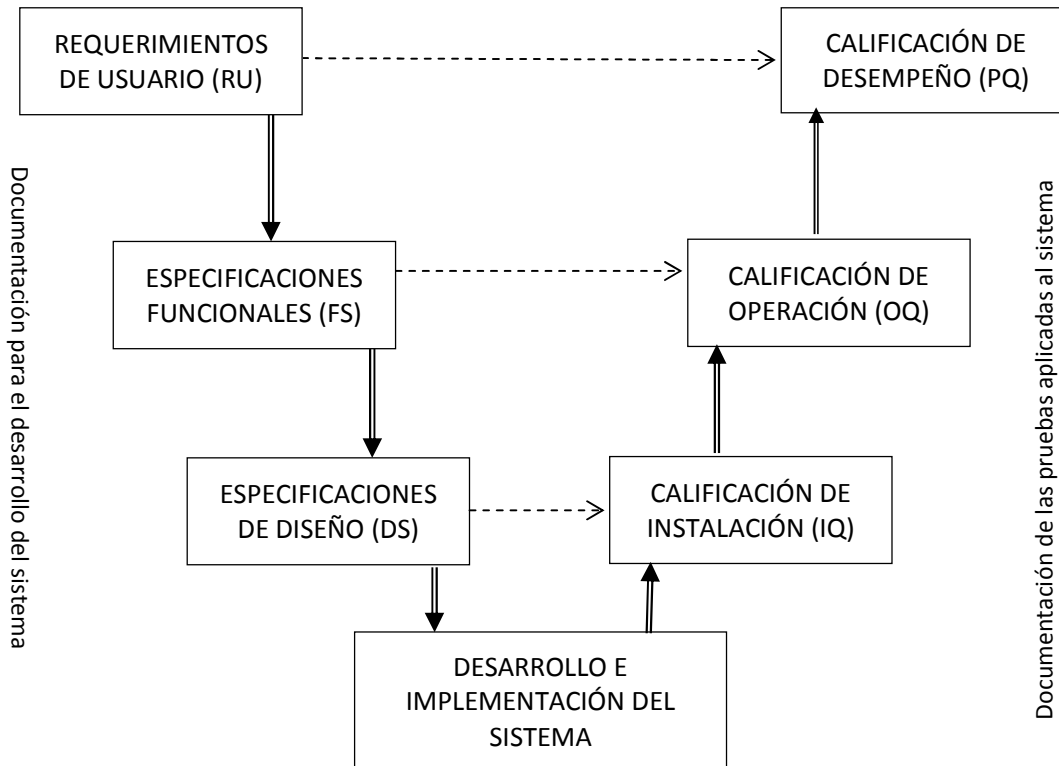 REQUERIMIENTOS
DE USUARIO (RU)
CALIFICACIÓN DE
DESEMPEÑO (PQ)
Documentación para el desarrollo del sistema
Documentación de las pruebas aplicadas al sistema
ESPECIFICACIONES
FUNCIONALES (FS)
CALIFICACIÓN DE
OPERACIÓN (OQ)
ESPECIFICACIONES
DE DISEÑO (DS)
CALIFICACIÓN DE
INSTALACIÓN (IQ)
DESARROLLO E
IMPLEMENTACIÓN DEL
SISTEMA